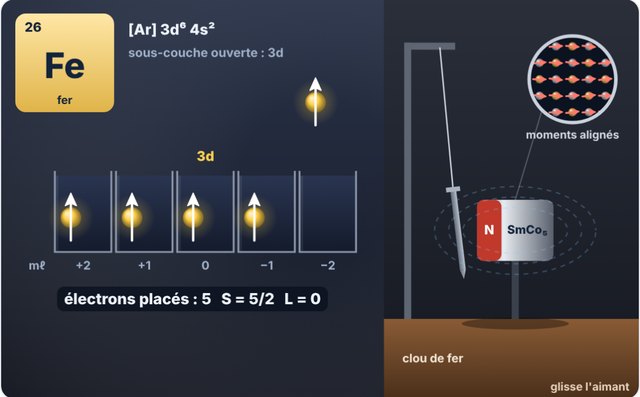 26
Fe
fer
[Ar] 3d⁶ 4s²
sous-couche ouverte : 3d
3d
mℓ +2 +1 0 −1 −2
électrons placés : 5 S = 5/2 L = 0
moments alignés
N SmCo₅
clou de fer
glisse l'aimant